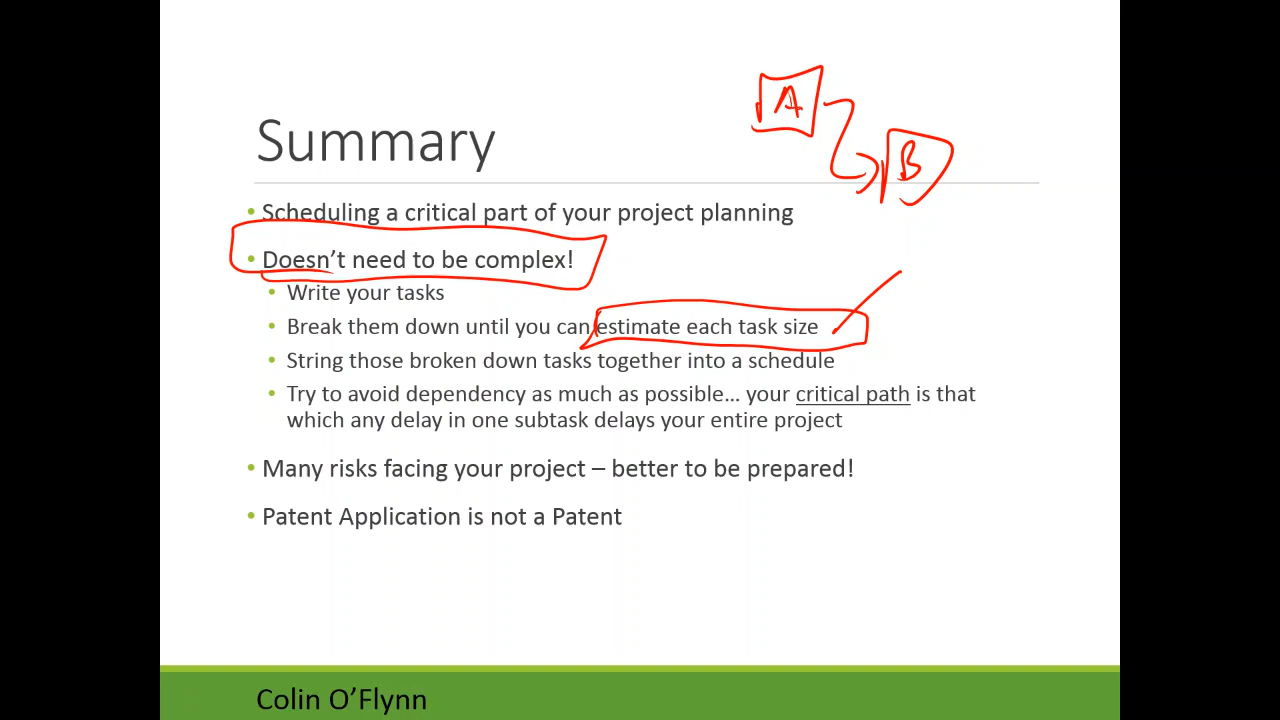 A
B
Summary
• Scheduling a critical part of your project planning
• Doesn't need to be complex!
• Write your tasks
• Break them down until you can estimate each task size
• String those broken down tasks together into a schedule
• Try to avoid dependency as much as possible… your critical path is that
which any delay in one subtask delays your entire project
• Many risks facing your project – better to be prepared!
• Patent Application is not a Patent
Colin O'Flynn